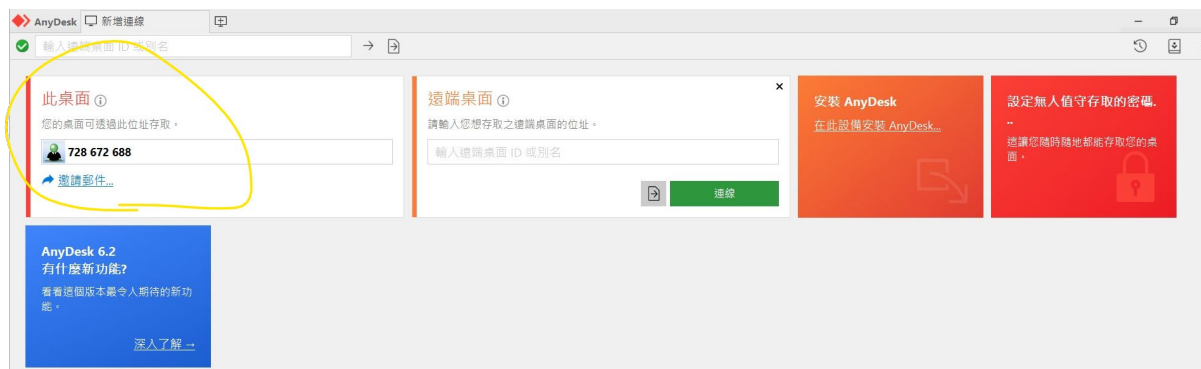 AnyDesk 新增連線
輸入遠端桌面 ID 或別名
此桌面
您的桌面可透過此位址存取。
728 672 688
邀請郵件...
遠端桌面
請輸入您想存取之遠端桌面的位址。
輸入遠端桌面 ID 或別名
連線
安裝 AnyDesk
在此設備安裝 AnyDesk...
設定無人值守存取的密碼.
..
這讓您隨時隨地都能存取您的桌
面。
AnyDesk 6.2
有什麼新功能?
看看這個版本最令人期待的新功
能。
深入了解 →